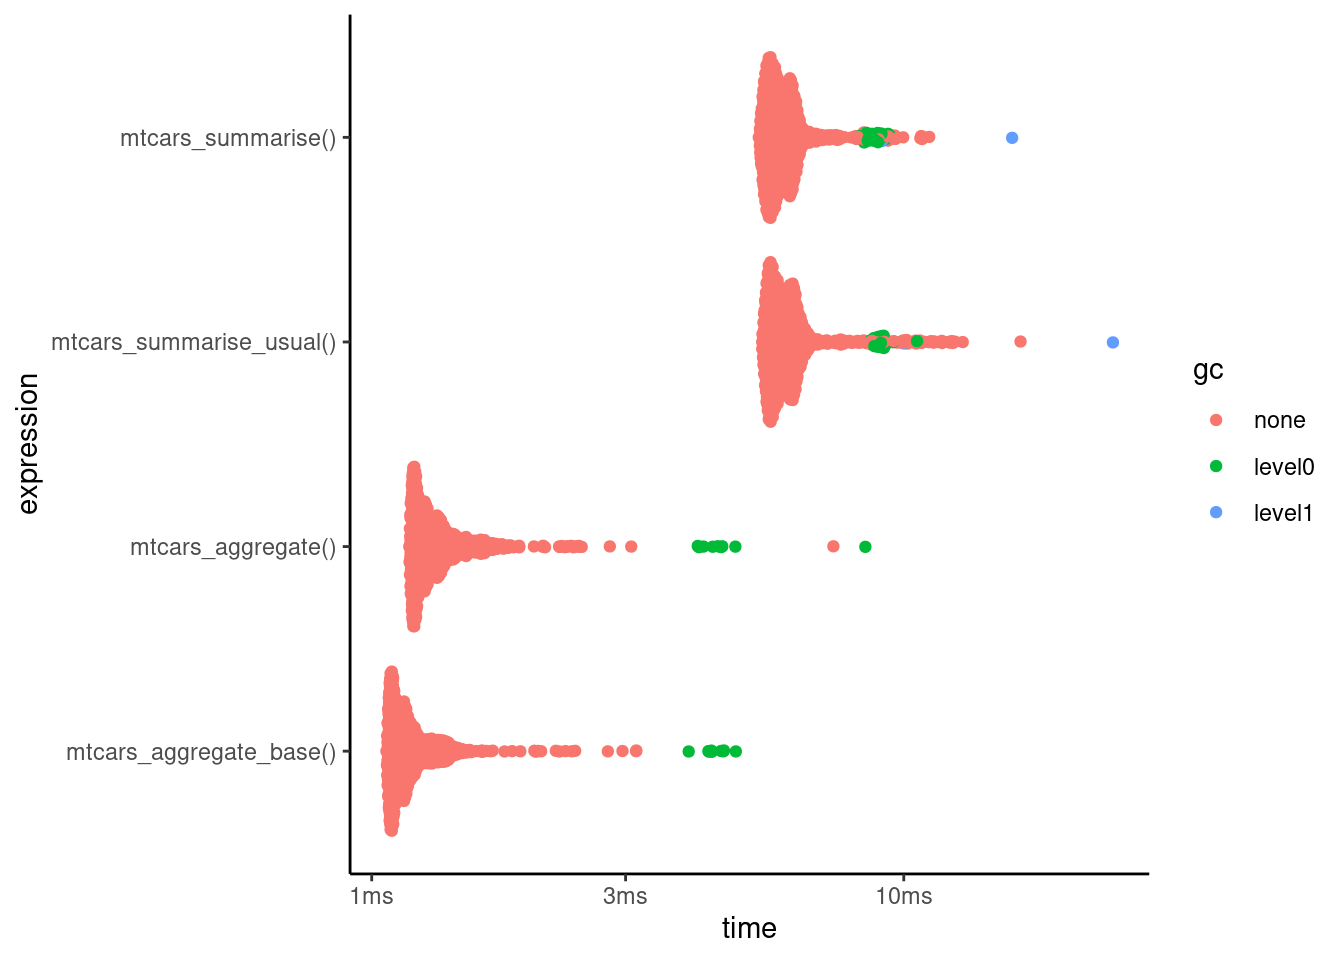 mtcars_summarise()
mtcars_summarise_usual()
mtcars_aggregate()
mtcars_aggregate_base()
expression
1ms
3ms
10ms
time
gc
none
level0
level1